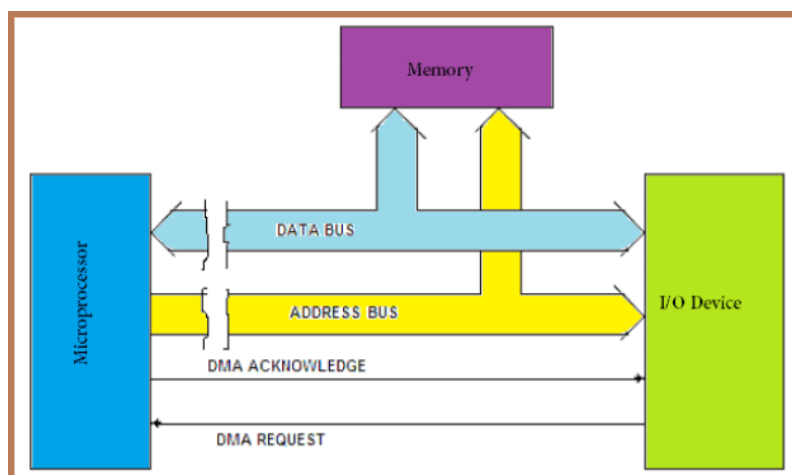 Memory
Microprocessor
DATA BUS
I/O Device
ADDRESS BUS
DMA ACKNOWLEDGE
DMA REQUEST